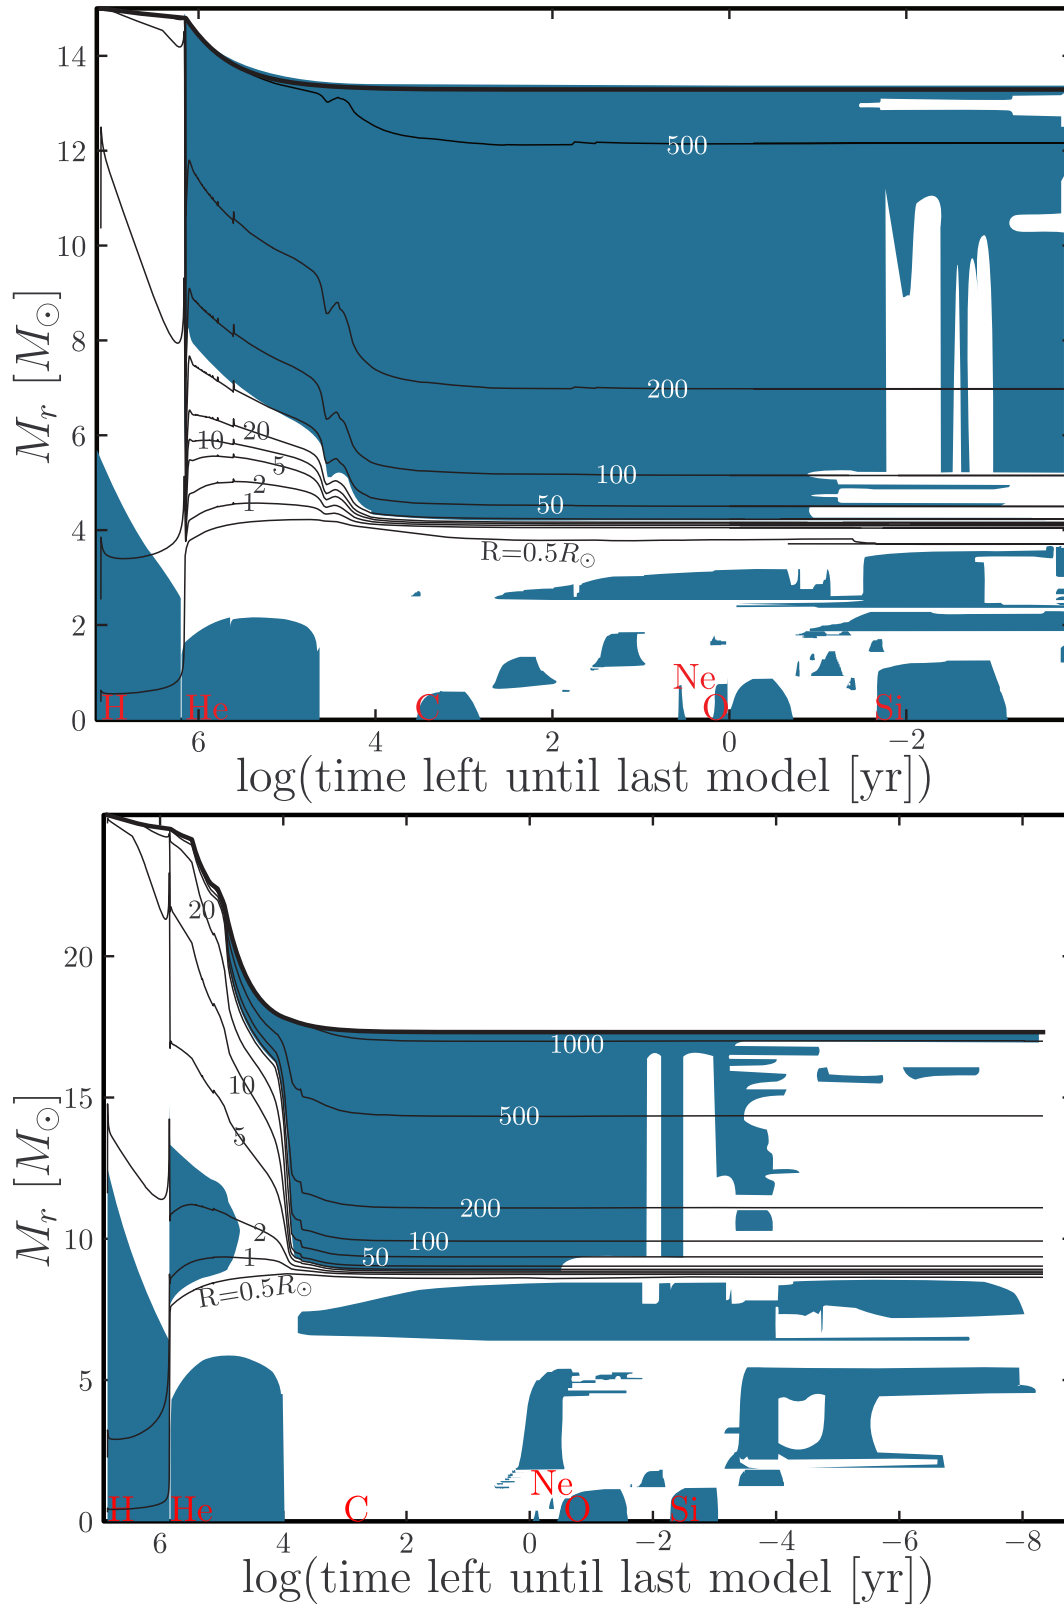 14
12
10
8
6
4
2
0
M_r [M_⊙]
500
200
100
50
20
10
5
2
1
R=0.5R_⊙
H
He
C
Ne
O
Si
6
4
2
0
−2
log(time left until last model [yr])
20
15
10
5
0
M_r [M_⊙]
20
10
5
2
1
R=0.5R_⊙
1000
500
200
100
50
H
He
C
Ne
O
Si
6
4
2
0
−2
−4
−6
−8
log(time left until last model [yr])